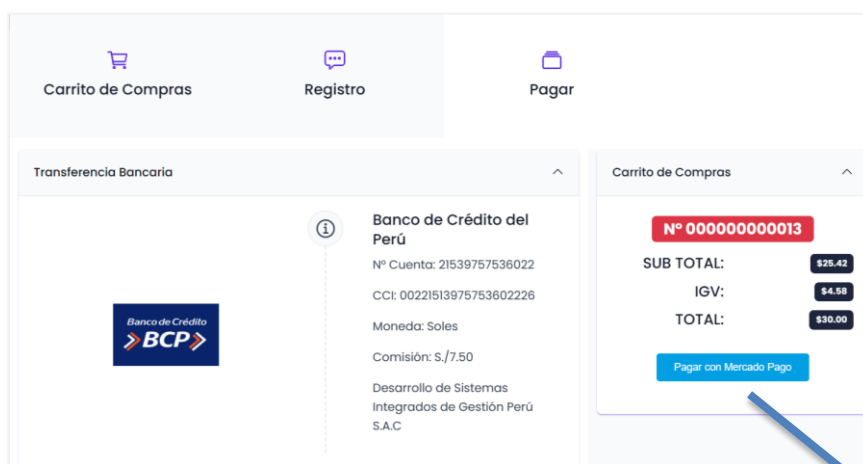 Carrito de Compras
Registro
Pagar
Transferencia Bancaria
Banco de Crédito
BCP
Banco de Crédito del
Perú
Nº Cuenta: 21539757536022
CCI: 00221513975753602226
Moneda: Soles
Comisión: S./7.50
Desarrollo de Sistemas
Integrados de Gestión Perú
S.A.C
Carrito de Compras
Nº 000000000013
SUB TOTAL: $25.42
IGV: $4.58
TOTAL: $30.00
Pagar con Mercado Pago